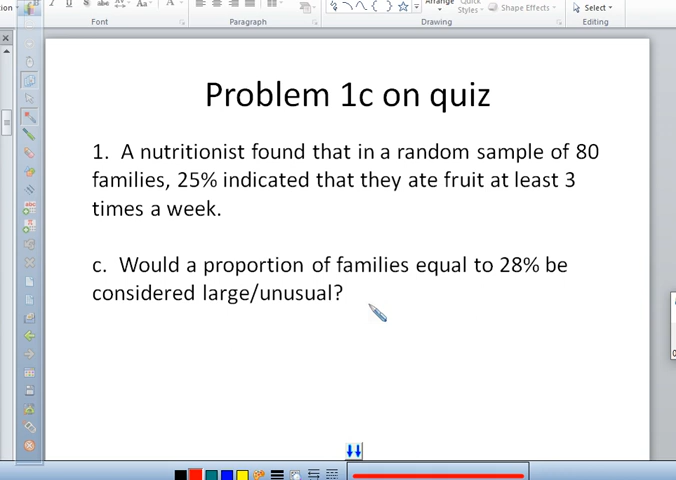 Font
Paragraph
Drawing
Editing
Arrange
Quick
Styles
Shape Effects
Select
Problem 1c on quiz
1. A nutritionist found that in a random sample of 80
families, 25% indicated that they ate fruit at least 3
times a week.
c. Would a proportion of families equal to 28% be
considered large/unusual?